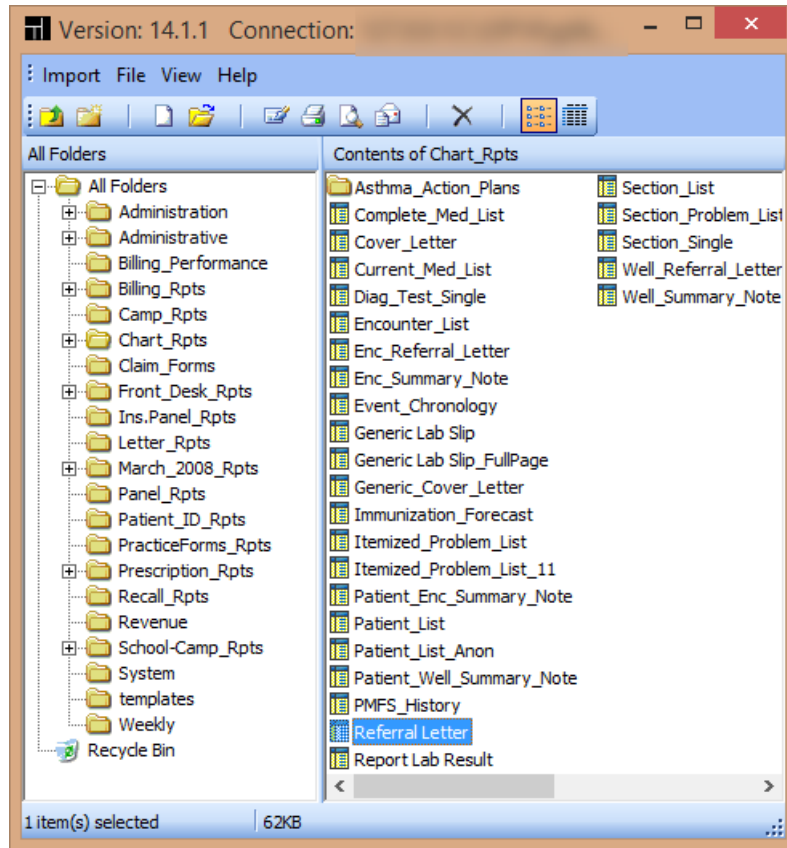 Version: 14.1.1 Connection:
Import File View Help
All Folders
Contents of Chart_Rpts
All Folders
Administration
Administrative
Billing_Performance
Billing_Rpts
Camp_Rpts
Chart_Rpts
Claim_Forms
Front_Desk_Rpts
Ins.Panel_Rpts
Letter_Rpts
March_2008_Rpts
Panel_Rpts
Patient_ID_Rpts
PracticeForms_Rpts
Prescription_Rpts
Recall_Rpts
Revenue
School-Camp_Rpts
System
templates
Weekly
Recycle Bin
Asthma_Action_Plans
Complete_Med_List
Cover_Letter
Current_Med_List
Diag_Test_Single
Encounter_List
Enc_Referral_Letter
Enc_Summary_Note
Event_Chronology
Generic Lab Slip
Generic Lab Slip_FullPage
Generic_Cover_Letter
Immunization_Forecast
Itemized_Problem_List
Itemized_Problem_List_11
Patient_Enc_Summary_Note
Patient_List
Patient_List_Anon
Patient_Well_Summary_Note
PMFS_History
Referral Letter
Report Lab Result
Section_List
Section_Problem_List
Section_Single
Well_Referral_Letter
Well_Summary_Note
1 item(s) selected
62KB